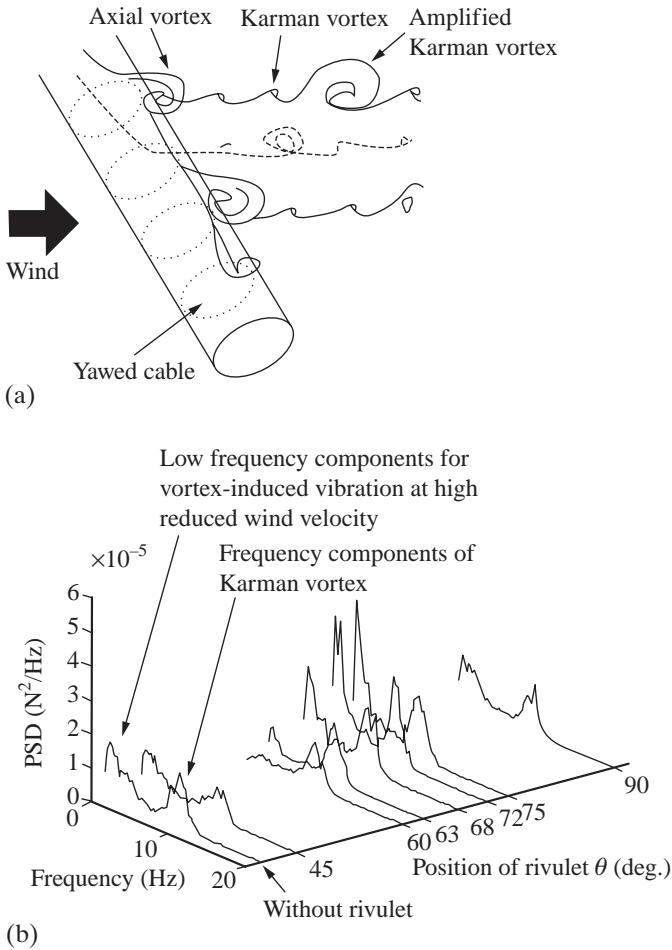 Axial vortex
Karman vortex
Amplified
Karman vortex
Wind
Yawed cable
(a)
Low frequency components for
vortex-induced vibration at high
reduced wind velocity
×10⁻⁵
Frequency components of
Karman vortex
6
5
4
3
2
1
0
PSD (N²/Hz)
0
10
20
Frequency (Hz)
45
60
63
68
72
75
90
Position of rivulet θ (deg.)
Without rivulet
(b)